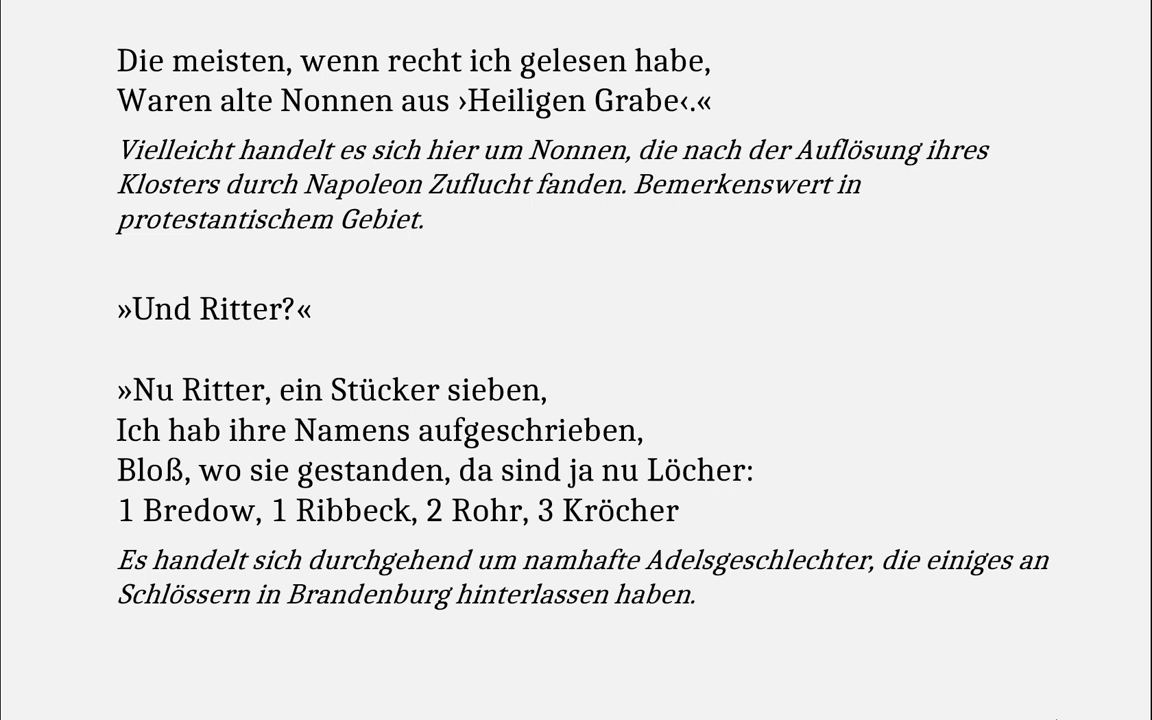 Die meisten, wenn recht ich gelesen habe,
Waren alte Nonnen aus ›Heiligen Grabe‹.«
Vielleicht handelt es sich hier um Nonnen, die nach der Auflösung ihres
Klosters durch Napoleon Zuflucht fanden. Bemerkenswert in
protestantischem Gebiet.
»Und Ritter?«
»Nu Ritter, ein Stücker sieben,
Ich hab ihre Namens aufgeschrieben,
Bloß, wo sie gestanden, da sind ja nu Löcher:
1 Bredow, 1 Ribbeck, 2 Rohr, 3 Kröcher
Es handelt sich durchgehend um namhafte Adelsgeschlechter, die einiges an
Schlössern in Brandenburg hinterlassen haben.